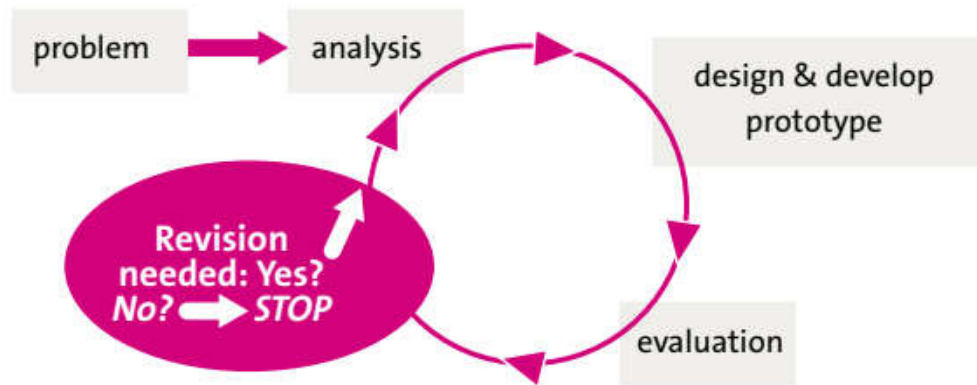 problem
analysis
design & develop
prototype
evaluation
Revision
needed: Yes?
No? STOP